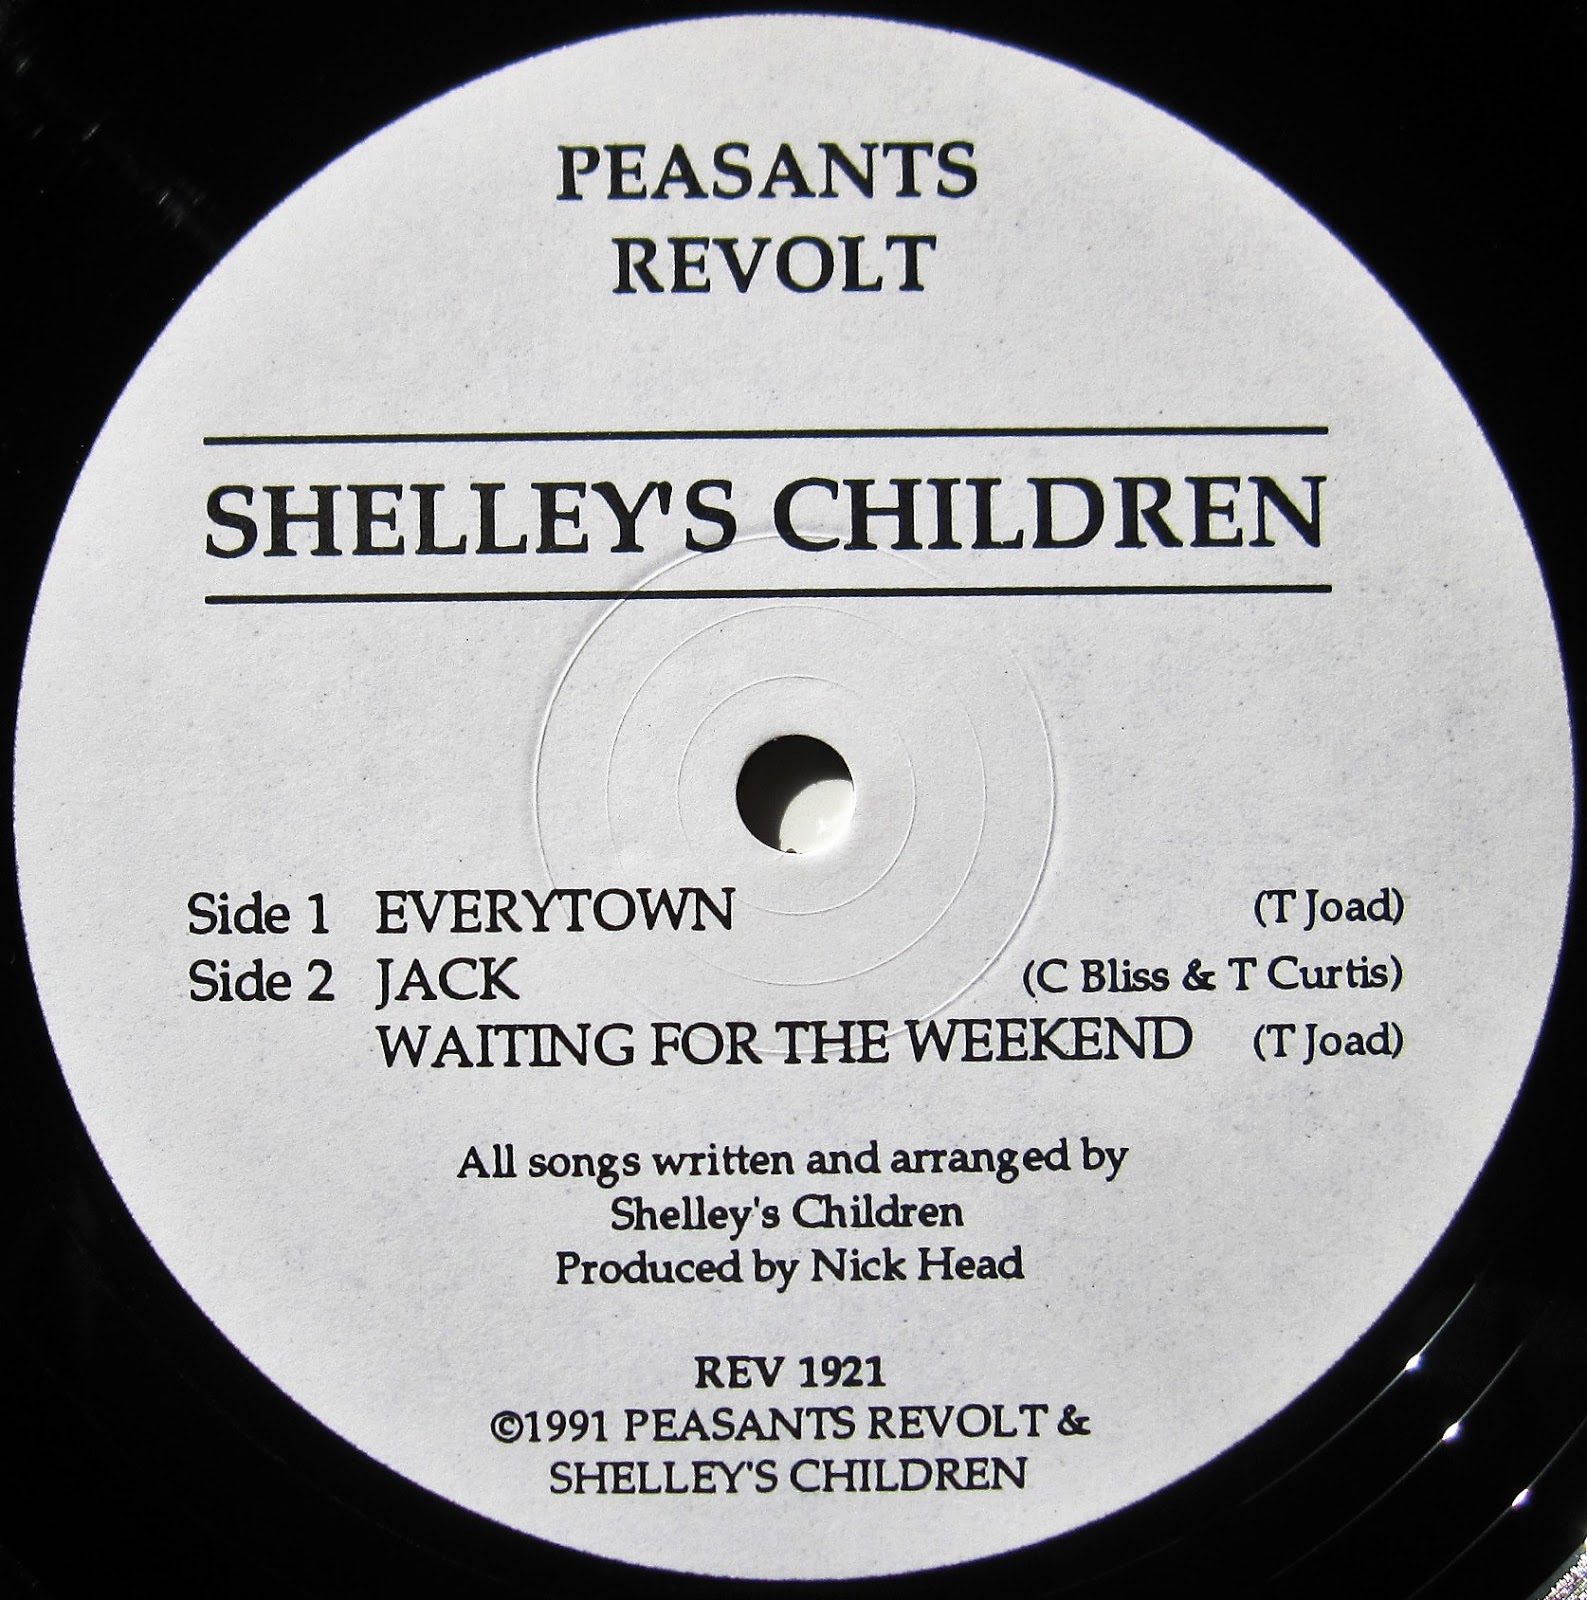 PEASANTS
REVOLT
SHELLEY'S CHILDREN
Side 1 EVERYTOWN (T Joad)
Side 2 JACK (C Bliss & T Curtis)
WAITING FOR THE WEEKEND (T Joad)
All songs written and arranged by
Shelley's Children
Produced by Nick Head
REV 1921
©1991 PEASANTS REVOLT &
SHELLEY'S CHILDREN